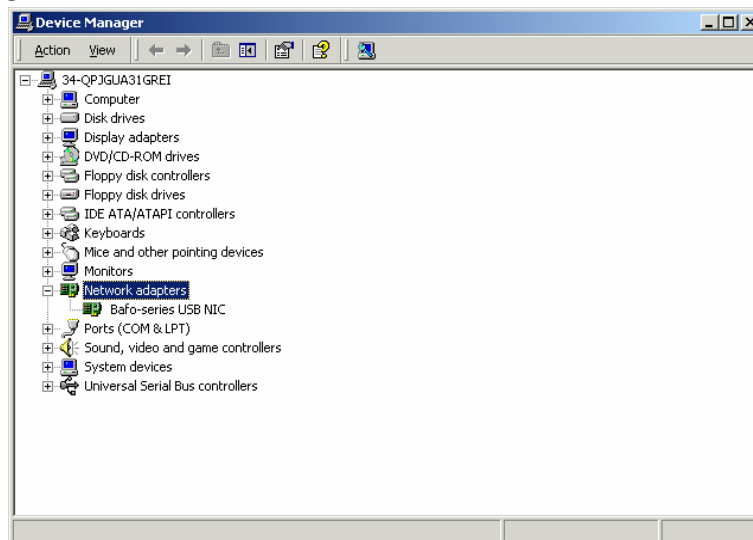 Device Manager
Action View
34-QPJGUA31GREI
Computer
Disk drives
Display adapters
DVD/CD-ROM drives
Floppy disk controllers
Floppy disk drives
IDE ATA/ATAPI controllers
Keyboards
Mice and other pointing devices
Monitors
Network adapters
Bafo-series USB NIC
Ports (COM & LPT)
Sound, video and game controllers
System devices
Universal Serial Bus controllers